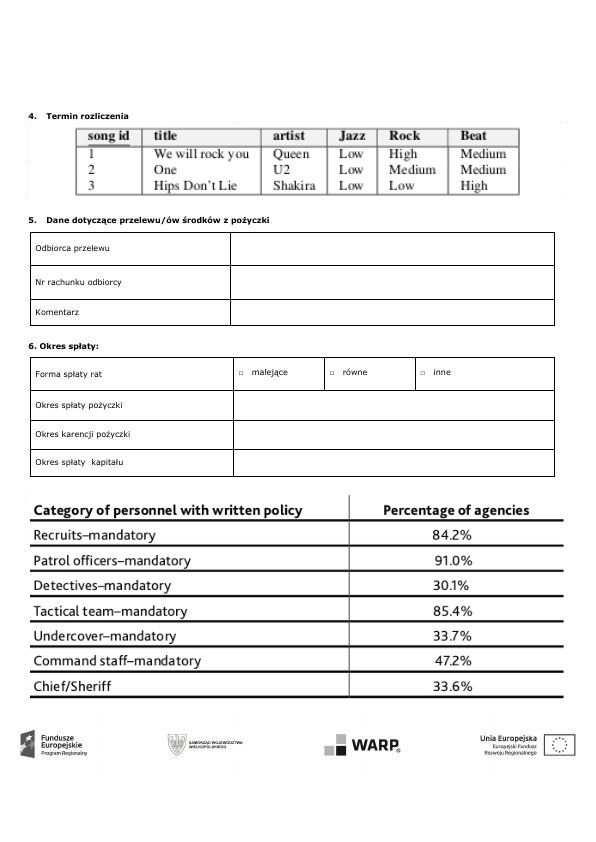 4. Termin rozliczenia
song id title artist Jazz Rock Beat
1 We will rock you Queen Low High Medium
2 One U2 Low Medium Medium
3 Hips Don't Lie Shakira Low Low High
5. Dane dotyczące przelewu/ów środków z pożyczki
Odbiorca przelewu
Nr rachunku odbiorcy
Komentarz
6. Okres spłaty:
Forma spłaty rat □ malejące □ równe □ inne
Okres spłaty pożyczki
Okres karencji pożyczki
Okres spłaty kapitału
Category of personnel with written policy Percentage of agencies
Recruits–mandatory 84.2%
Patrol officers–mandatory 91.0%
Detectives–mandatory 30.1%
Tactical team–mandatory 85.4%
Undercover–mandatory 33.7%
Command staff–mandatory 47.2%
Chief/Sheriff 33.6%
Fundusze
Europejskie
Program Regionalny
SAMORZĄD WOJEWÓDZTWA
WIELKOPOLSKIEGO
WARP®
Unia Europejska
Europejski Fundusz
Rozwoju Regionalnego